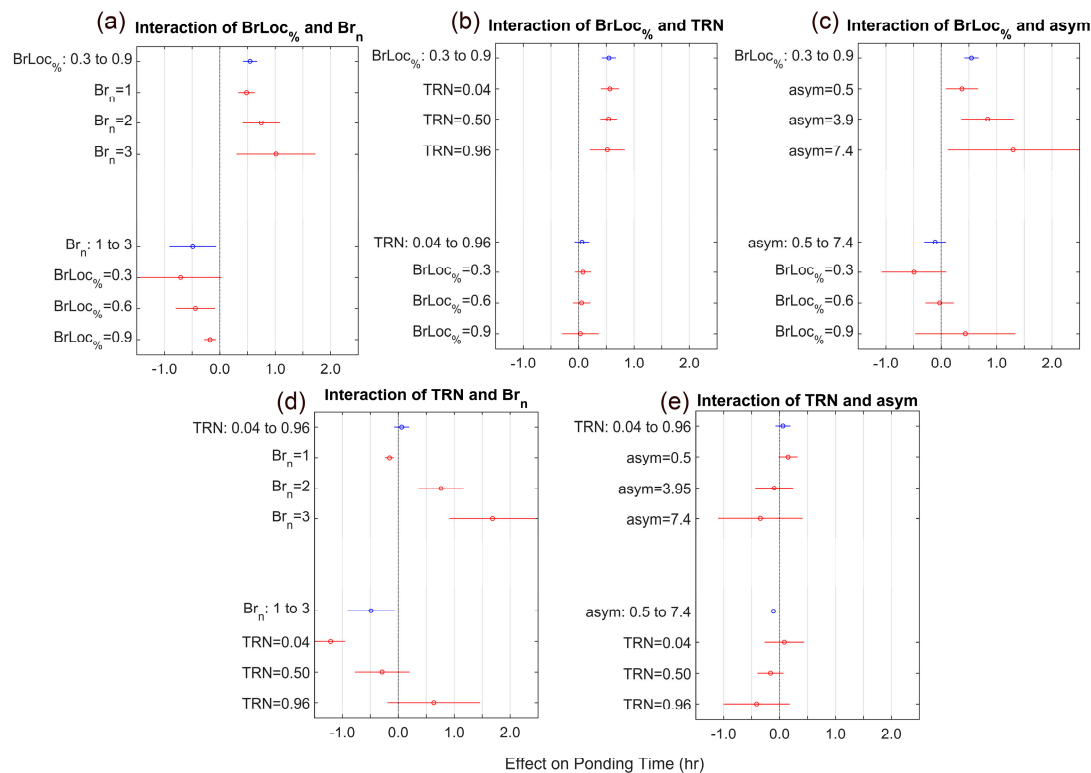 (a)
Interaction of BrLoc% and Brn
BrLoc%: 0.3 to 0.9
Brn=1
Brn=2
Brn=3
Brn: 1 to 3
BrLoc%=0.3
BrLoc%=0.6
BrLoc%=0.9
-1.0 0.0 1.0 2.0
(b)
Interaction of BrLoc% and TRN
BrLoc%: 0.3 to 0.9
TRN=0.04
TRN=0.50
TRN=0.96
TRN: 0.04 to 0.96
BrLoc%=0.3
BrLoc%=0.6
BrLoc%=0.9
-1.0 0.0 1.0 2.0
(c)
Interaction of BrLoc% and asym
BrLoc%: 0.3 to 0.9
asym=0.5
asym=3.9
asym=7.4
asym: 0.5 to 7.4
BrLoc%=0.3
BrLoc%=0.6
BrLoc%=0.9
-1.0 0.0 1.0 2.0
(d)
Interaction of TRN and Brn
TRN: 0.04 to 0.96
Brn=1
Brn=2
Brn=3
Brn: 1 to 3
TRN=0.04
TRN=0.50
TRN=0.96
-1.0 0.0 1.0 2.0
(e)
Interaction of TRN and asym
TRN: 0.04 to 0.96
asym=0.5
asym=3.95
asym=7.4
asym: 0.5 to 7.4
TRN=0.04
TRN=0.50
TRN=0.96
-1.0 0.0 1.0 2.0
Effect on Ponding Time (hr)